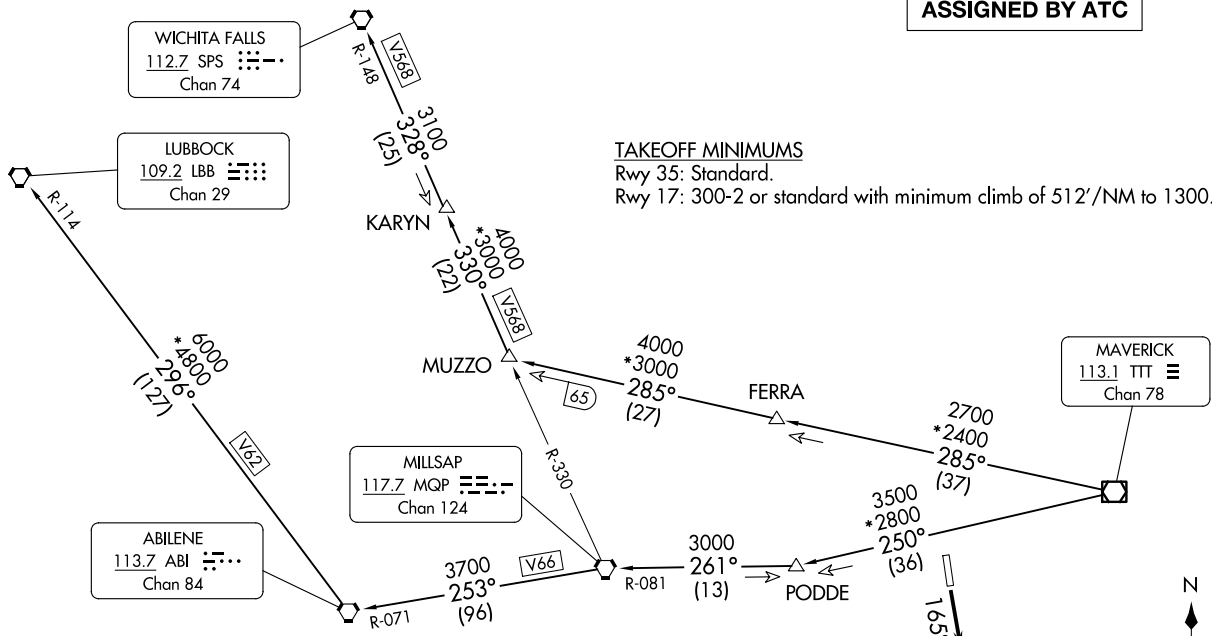 ASSIGNED BY ATC
WICHITA FALLS
112.7 SPS
Chan 74
R-148
V568
3100
328°
(25)
LUBBOCK
109.2 LBB
Chan 29
R-114
TAKEOFF MINIMUMS
Rwy 35: Standard.
Rwy 17: 300-2 or standard with minimum climb of 512'/NM to 1300.
KARYN
4000
*3000
330°
(22)
V568
MUZZO
6000
*4800
296°
(127)
V62
4000
*3000
285°
(27)
65
FERRA
MAVERICK
113.1 TTT
Chan 78
2700
*2400
285°
(37)
R-330
MILLSAP
117.7 MQP
Chan 124
3500
*2800
250°
(36)
ABILENE
113.7 ABI
Chan 84
3700
V66
253°
(96)
R-071
3000
261°
(13)
R-081
PODDE
165°
N